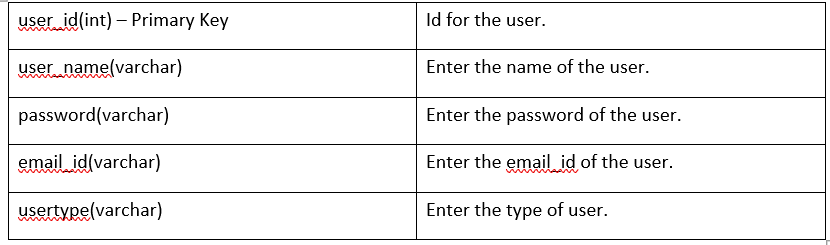 user_id(int) – Primary Key
Id for the user.
user_name(varchar)
Enter the name of the user.
password(varchar)
Enter the password of the user.
email_id(varchar)
Enter the email_id of the user.
usertype(varchar)
Enter the type of user.